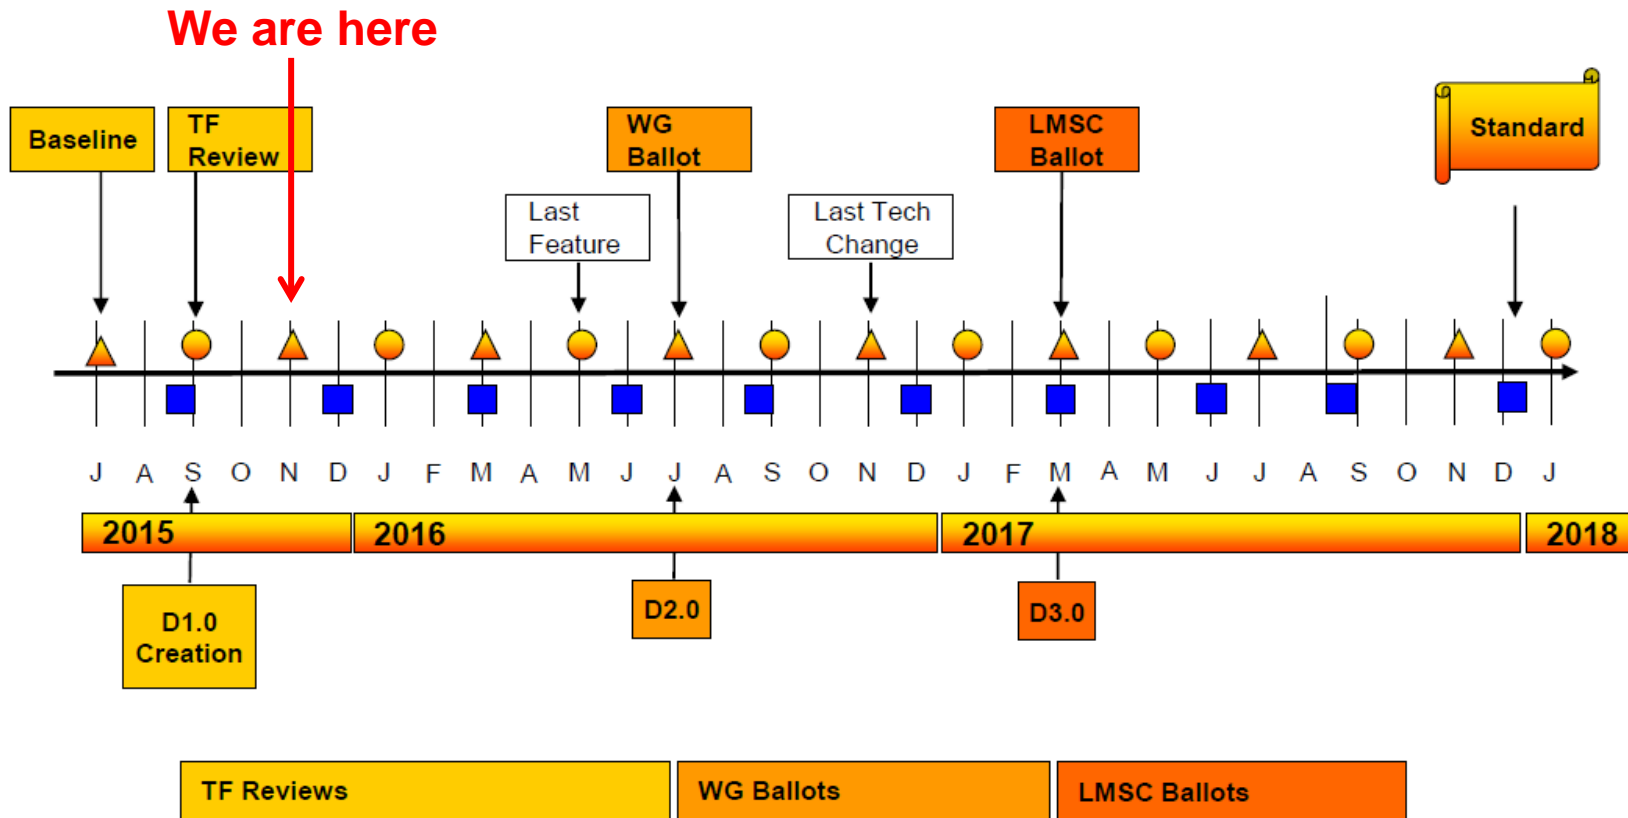 We are here
Baseline
TF
Review
WG
Ballot
LMSC
Ballot
Standard
Last
Feature
Last Tech
Change
J A S O N D J F M A M J J A S O N D J F M A M J J A S O N D J
2015 2016 2017 2018
D1.0
Creation
D2.0
D3.0
TF Reviews WG Ballots LMSC Ballots